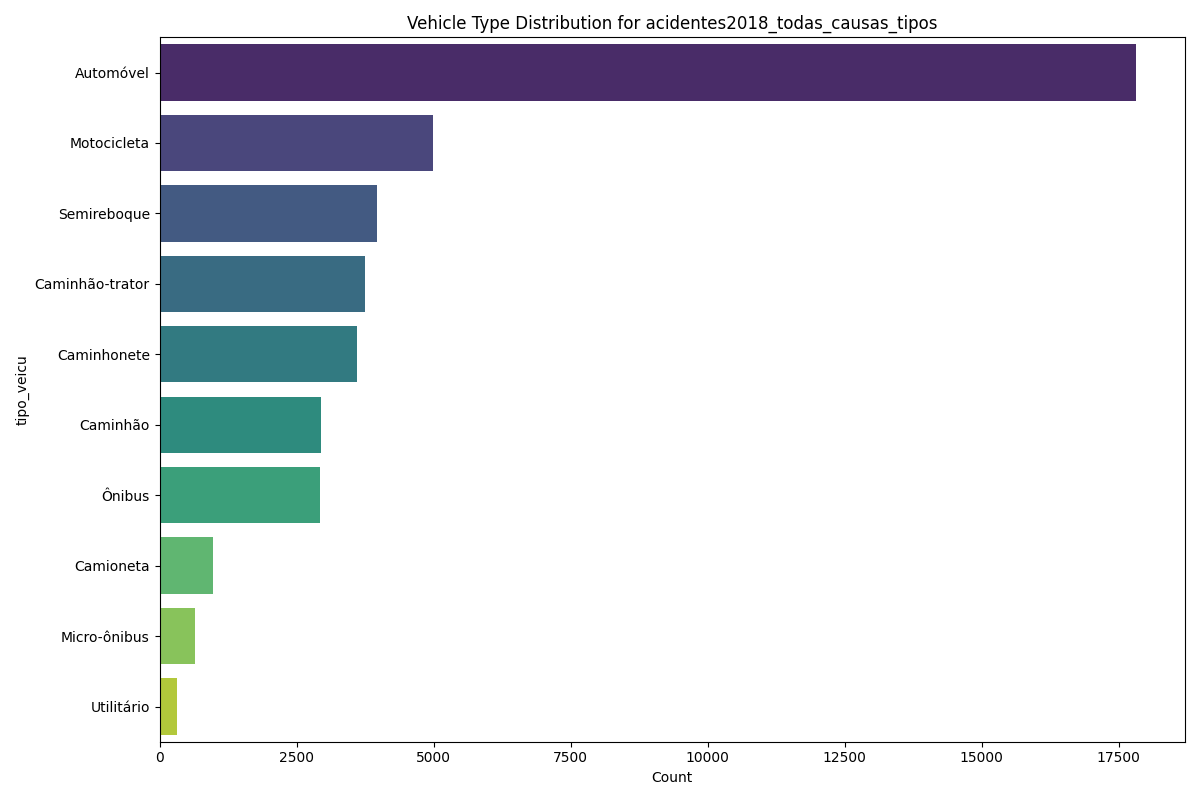 Vehicle Type Distribution for acidentes2018_todas_causas_tipos
Automóvel
Motocicleta
Semireboque
Caminhão-trator
Caminhonete
Caminhão
Ônibus
Camioneta
Micro-ônibus
Utilitário
tipo_veicu
0 2500 5000 7500 10000 12500 15000 17500
Count